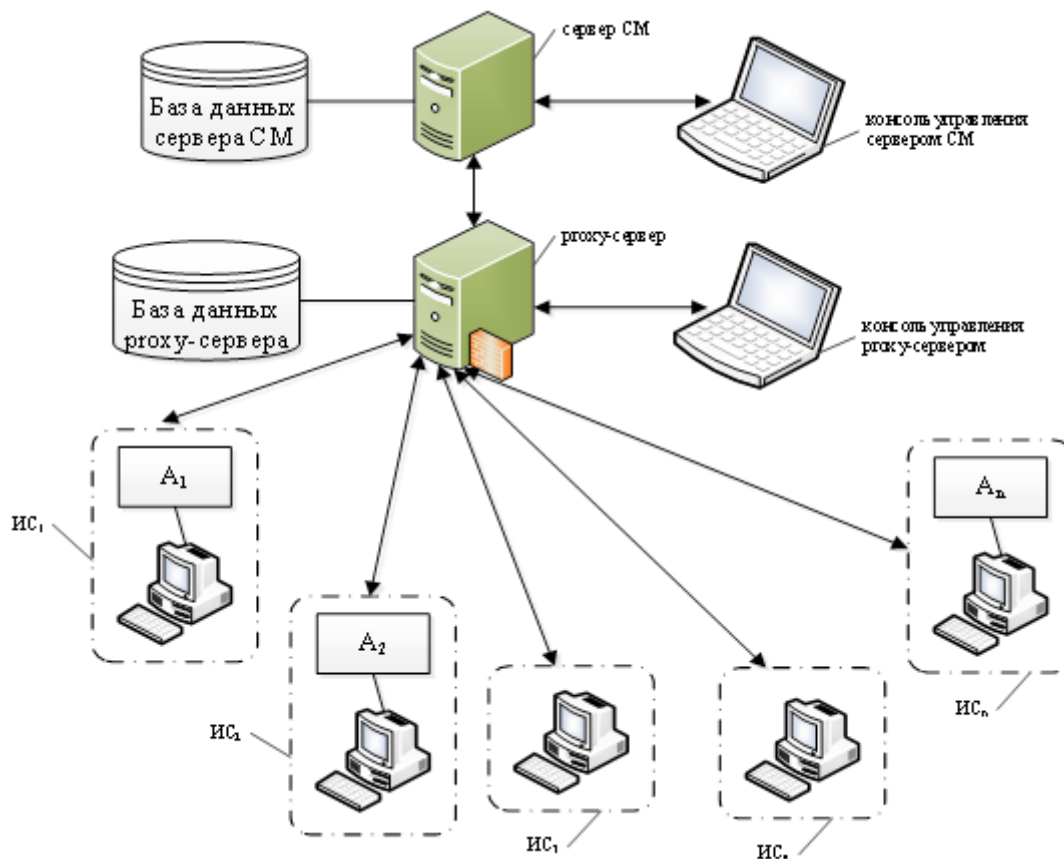 сервер СМ
База данных
сервера СМ
консоль управления
сервером СМ
proxy-сервер
База данных
proxy-сервера
консоль управления
proxy-сервером
A₁
Aₙ
ИС₁
A₂
ИС₂
ИСₙ
ИС₃
ИС₄